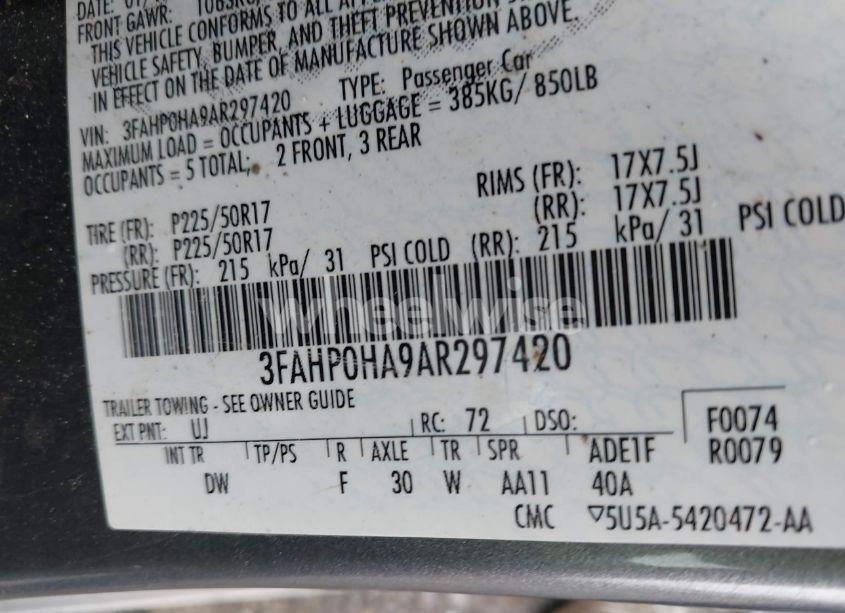 DATE: 01/
FRONT GAWR: 1065KG
THIS VEHICLE CONFORMS TO ALL
VEHICLE SAFETY, BUMPER, AND THEFT PREVENTION
IN EFFECT ON THE DATE OF MANUFACTURE SHOWN ABOVE.
VIN: 3FAHP0HA9AR297420 TYPE: Passenger Car
MAXIMUM LOAD = OCCUPANTS + LUGGAGE = 385KG/ 850LB
OCCUPANTS = 5 TOTAL; 2 FRONT, 3 REAR
RIMS (FR): 17X7.5J
TIRE (FR): P225/50R17 (RR): 17X7.5J
(RR): P225/50R17
PRESSURE (FR): 215 kPa/ 31 PSI COLD (RR): 215 kPa/ 31 PSI COLD
wheelwise
3FAHP0HA9AR297420
TRAILER TOWING - SEE OWNER GUIDE
EXT PNT: UJ RC: 72 DSO: F0074
INT TR TP/PS R AXLE TR SPR ADE1F R0079
DW F 30 W AA11 40A
CMC ▽5U5A-5420472-AA